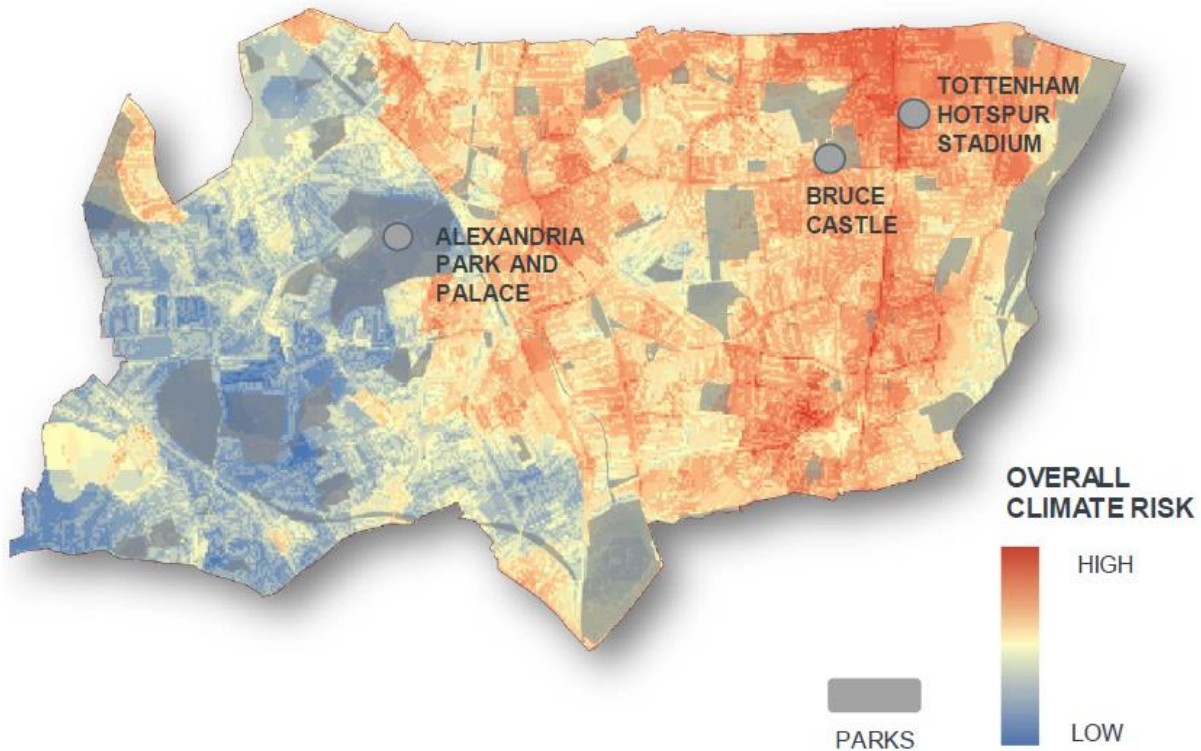 TOTTENHAM
HOTSPUR
STADIUM
BRUCE
CASTLE
ALEXANDRIA
PARK AND
PALACE
OVERALL
CLIMATE RISK
HIGH
LOW
PARKS